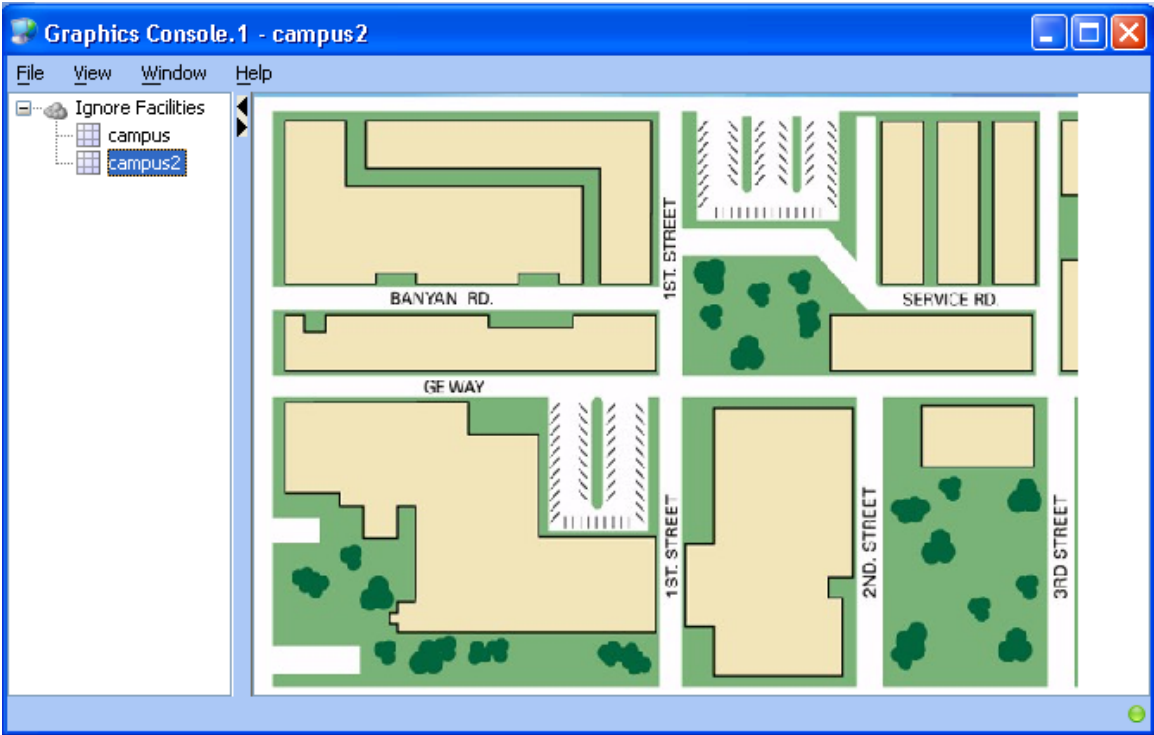 Graphics Console.1 - campus2
File View Window Help
Ignore Facilities
campus
campus2
1ST. STREET
BANYAN RD.
SERVICE RD.
GE WAY
1ST. STREET
2ND. STREET
3RD STREET